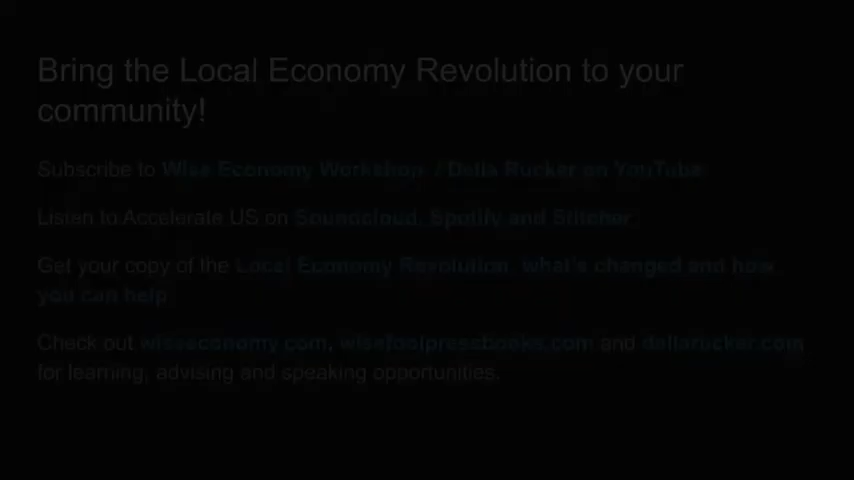 Bring the Local Economy Revolution to your
community!
Subscribe to Wise Economy Workshop / Della Rucker on YouTube
Listen to Accelerate US on Soundcloud, Spotify and Stitcher
Get your copy of the Local Economy Revolution, what's changed and how
you can help
Check out wiseeconomy.com, wisefoolpressbooks.com and dellarucker.com
for learning, advising and speaking opportunities.